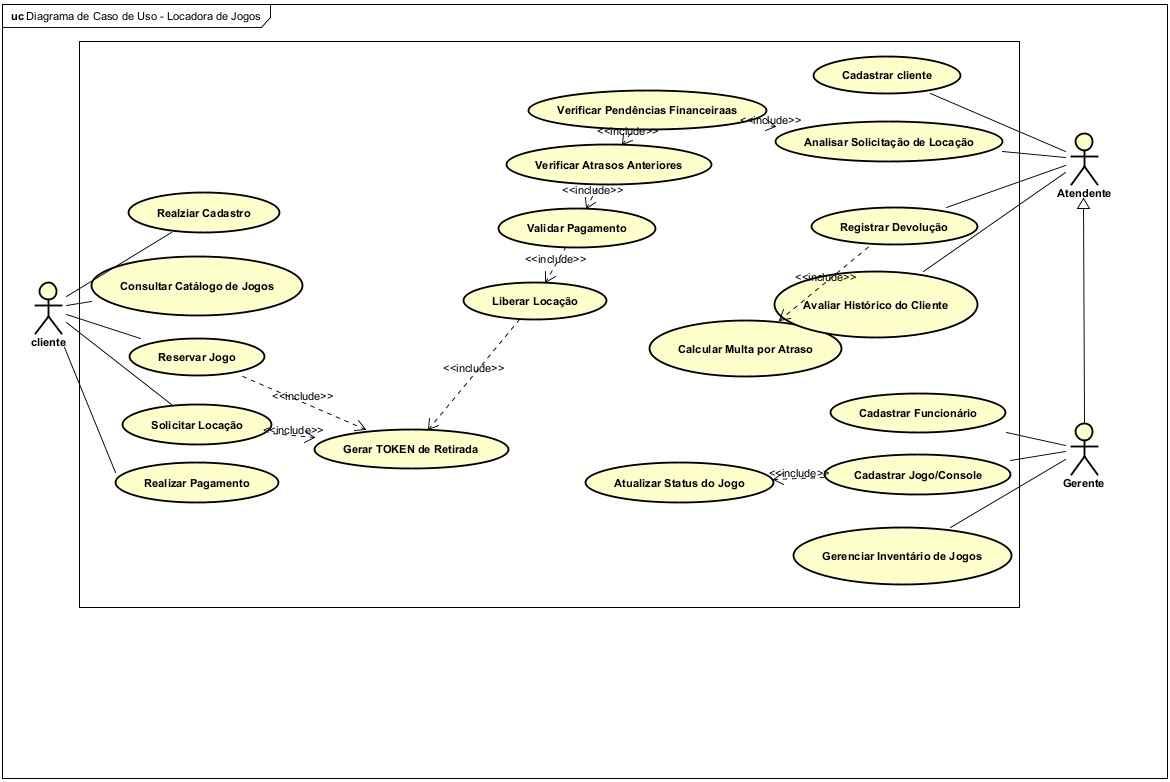 uc Diagrama de Caso de Uso - Locadora de Jogos
Cadastrar cliente
Verificar Pendências Financeiraas
<<include>>
<<include>>
Analisar Solicitação de Locação
Verificar Atrasos Anteriores
<<include>>
Atendente
Realziar Cadastro
Validar Pagamento
Registrar Devolução
<<include>>
<<include>>
Consultar Catálogo de Jogos
Liberar Locação
Avaliar Histórico do Cliente
cliente
Reservar Jogo
Calcular Multa por Atraso
<<include>>
<<include>>
Cadastrar Funcionário
Solicitar Locação
<<include>>
Gerar TOKEN de Retirada
<<include>>
Cadastrar Jogo/Console
Realizar Pagamento
Atualizar Status do Jogo
Gerente
Gerenciar Inventário de Jogos